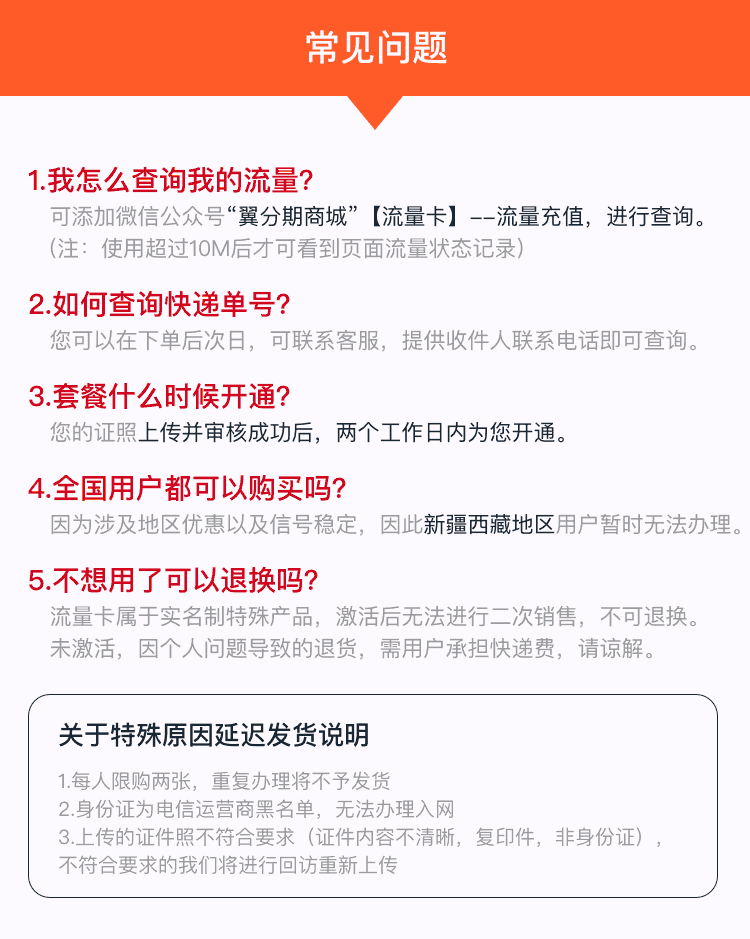 常见问题
1.我怎么查询我的流量?
可添加微信公众号“翼分期商城”【流量卡】--流量充值，进行查询。
(注：使用超过10M后才可看到页面流量状态记录)
2.如何查询快递单号?
您可以在下单后次日，可联系客服，提供收件人联系电话即可查询。
3.套餐什么时候开通?
您的证照上传并审核成功后，两个工作日内为您开通。
4.全国用户都可以购买吗?
因为涉及地区优惠以及信号稳定，因此新疆西藏地区用户暂时无法办理。
5.不想用了可以退换吗?
流量卡属于实名制特殊产品，激活后无法进行二次销售，不可退换。
未激活，因个人问题导致的退货，需用户承担快递费，请谅解。
关于特殊原因延迟发货说明
1.每人限购两张，重复办理将不予发货
2.身份证为电信运营商黑名单，无法办理入网
3.上传的证件照不符合要求（证件内容不清晰，复印件，非身份证），
不符合要求的我们将进行回访重新上传